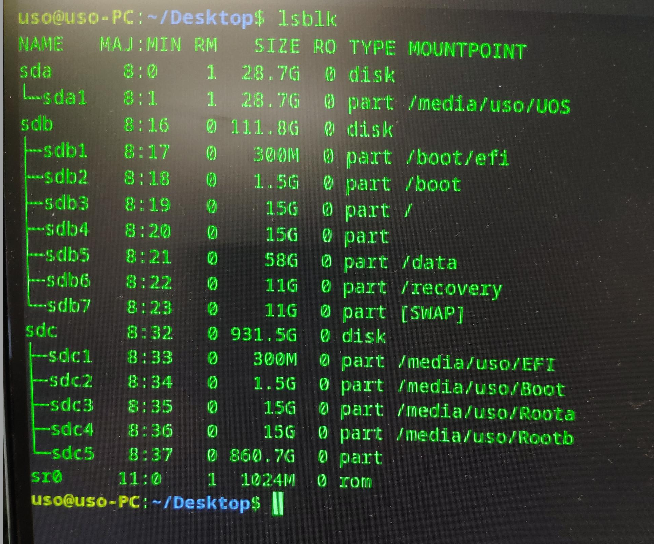 uso@uso-PC:~/Desktop$ lsblk
NAME MAJ:MIN RM SIZE RO TYPE MOUNTPOINT
sda 8:0 1 28.7G 0 disk
└─sda1 8:1 1 28.7G 0 part /media/uso/UOS
sdb 8:16 0 111.8G 0 disk
├─sdb1 8:17 0 300M 0 part /boot/efi
├─sdb2 8:18 0 1.5G 0 part /boot
├─sdb3 8:19 0 15G 0 part /
├─sdb4 8:20 0 15G 0 part
├─sdb5 8:21 0 58G 0 part /data
├─sdb6 8:22 0 11G 0 part /recovery
└─sdb7 8:23 0 11G 0 part [SWAP]
sdc 8:32 0 931.5G 0 disk
├─sdc1 8:33 0 300M 0 part /media/uso/EFI
├─sdc2 8:34 0 1.5G 0 part /media/uso/Boot
├─sdc3 8:35 0 15G 0 part /media/uso/Roota
├─sdc4 8:36 0 15G 0 part /media/uso/Rootb
└─sdc5 8:37 0 860.7G 0 part
sr0 11:0 1 1024M 0 rom
uso@uso-PC:~/Desktop$